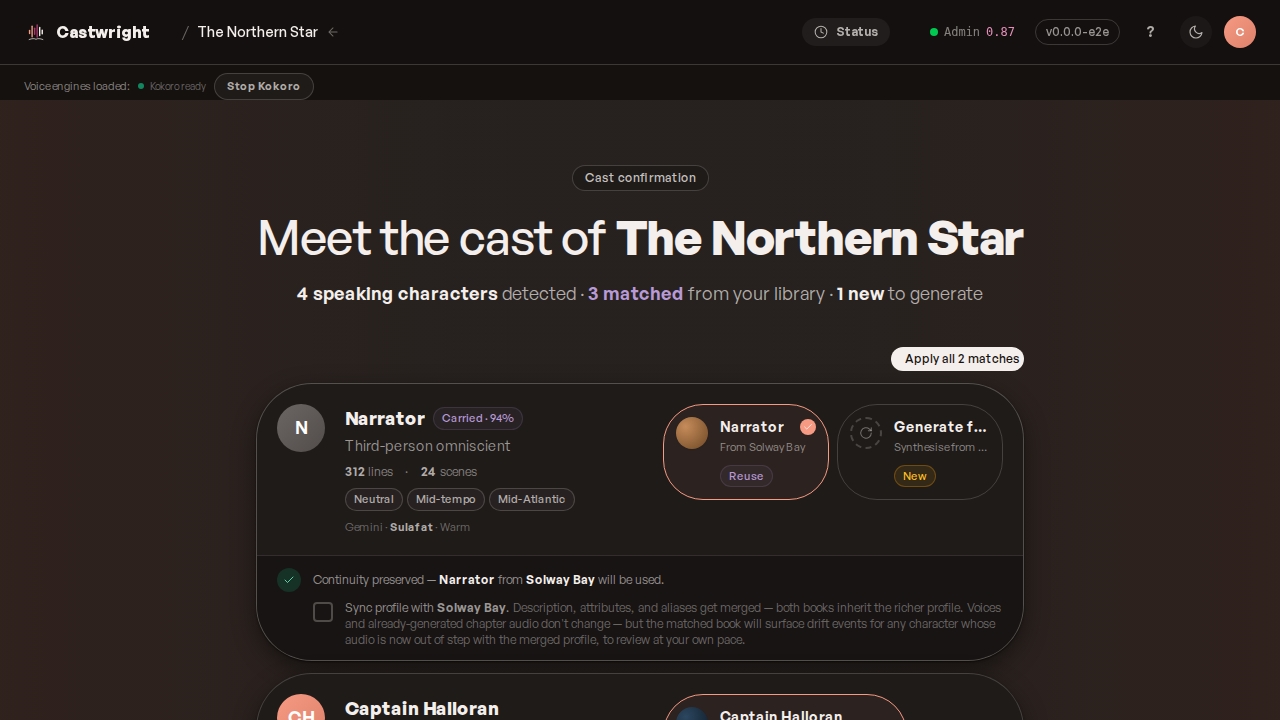 Castwright / The Northern Star ← Status Admin 0.87 v0.0.0-e2e ? C
Voice engines loaded: Kokoro ready Stop Kokoro
Cast confirmation
Meet the cast of The Northern Star
4 speaking characters detected · 3 matched from your library · 1 new to generate
Apply all 2 matches
N
Narrator Carried · 94%
Third-person omniscient
312 lines · 24 scenes
Neutral Mid-tempo Mid-Atlantic
Gemini · Sulafat · Warm
Narrator
From Solway Bay
Reuse
Generate f...
Synthesise from ...
New
Continuity preserved — Narrator from Solway Bay will be used.
Sync profile with Solway Bay. Description, attributes, and aliases get merged — both books inherit the richer profile. Voices
and already-generated chapter audio don't change — but the matched book will surface drift events for any character whose
audio is now out of step with the merged profile, to review at your own pace.
CH
Captain Halloran
Captain Halloran